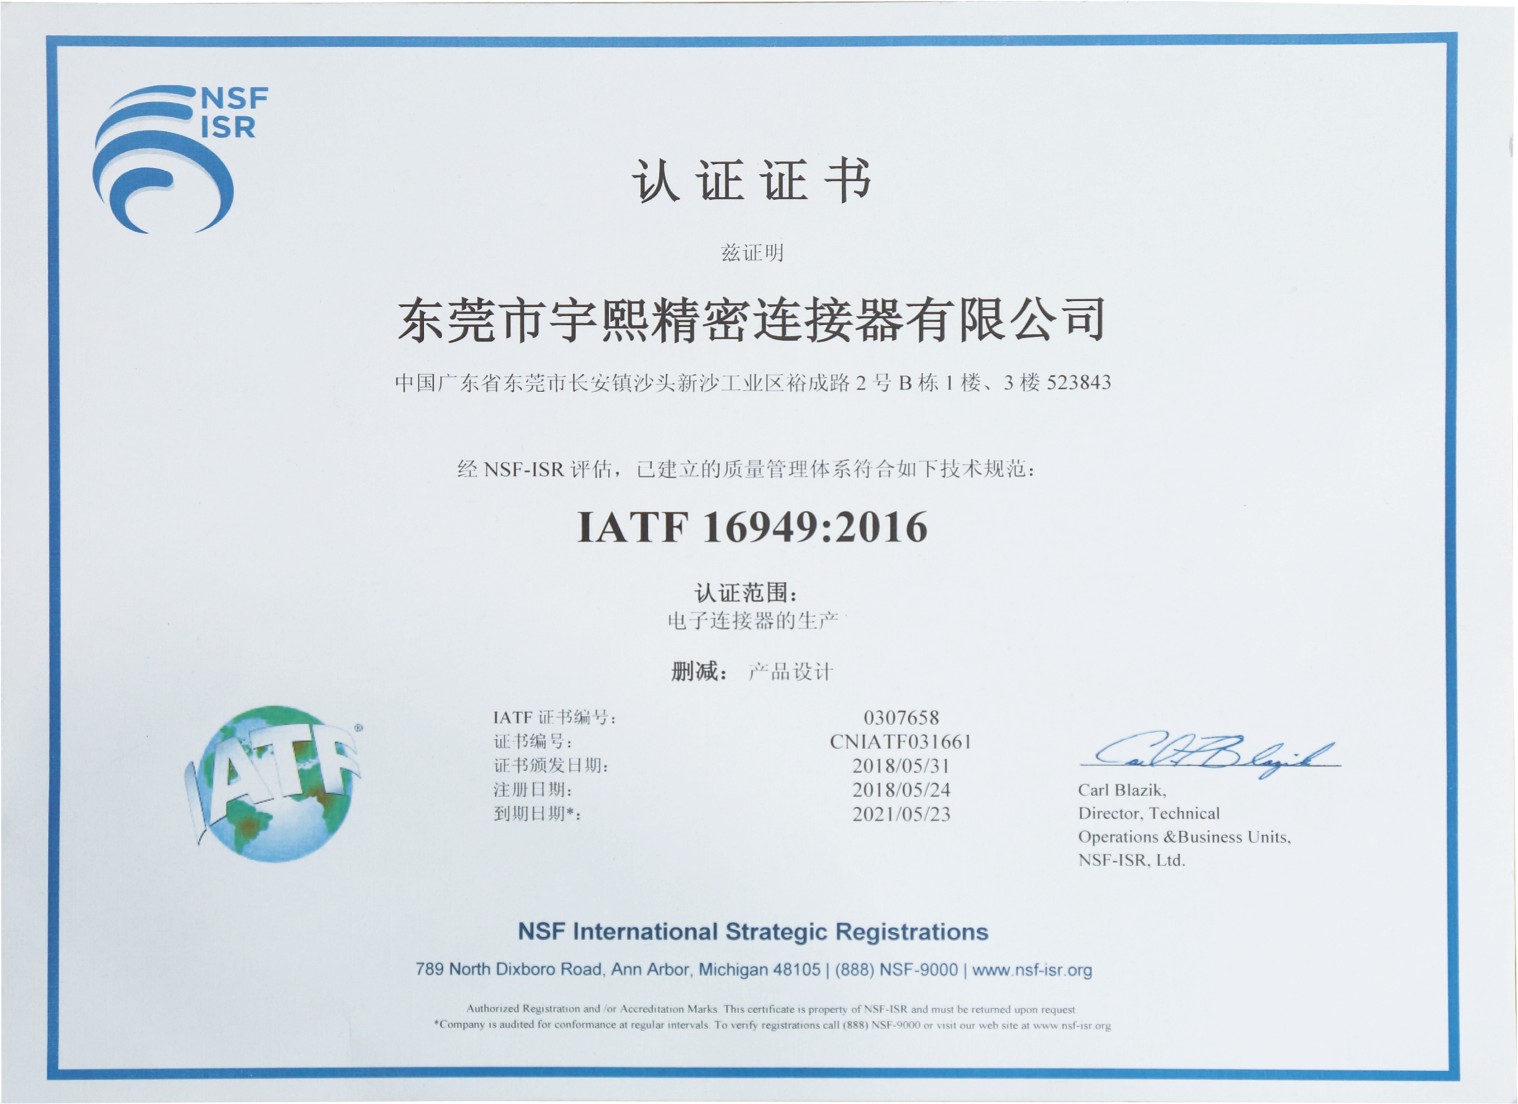 NSF
ISR
认证证书
兹证明
东莞市宇熙精密连接器有限公司
中国广东省东莞市长安镇沙头新沙工业区裕成路 2 号 B 栋 1 楼、3 楼 523843
经 NSF-ISR 评估，已建立的质量管理体系符合如下技术规范：
IATF 16949:2016
认证范围：
电子连接器的生产
删减： 产品设计
IATF®
IATF 证书编号： 0307658
证书编号： CNIATF031661
证书颁发日期： 2018/05/31
注册日期： 2018/05/24
到期日期*： 2021/05/23
Carl Blazik
Carl Blazik,
Director, Technical
Operations &Business Units,
NSF-ISR, Ltd.
NSF International Strategic Registrations
789 North Dixboro Road, Ann Arbor, Michigan 48105 | (888) NSF-9000 | www.nsf-isr.org
Authorized Registration and /or Accreditation Marks. This certificate is property of NSF-ISR and must be returned upon request
*Company is audited for conformance at regular intervals. To verify registrations call (888) NSF-9000 or visit our web site at www.nsf-isr.org